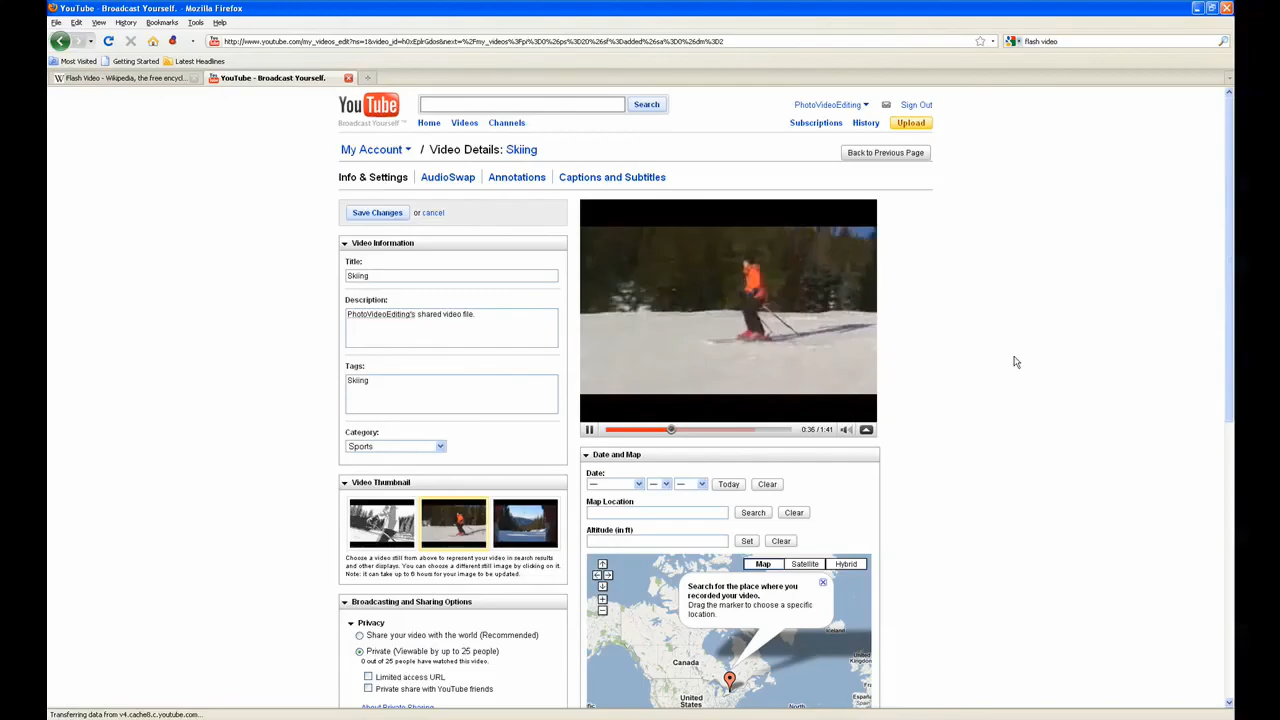 YouTube - Broadcast Yourself. - Mozilla Firefox
File Edit View History Bookmarks Tools Help
flash video
Most Visited Getting Started Latest Headlines
Flash Video - Wikipedia, the free encycl... YouTube - Broadcast Yourself.
YouTube Search PhotoVideoEditing Sign Out
Broadcast Yourself™ Home Videos Channels Subscriptions History Upload
My Account / Video Details: Skiing Back to Previous Page
Info & Settings AudioSwap Annotations Captions and Subtitles
Save Changes or cancel
Video Information
Title:
Skiing
Description:
PhotoVideoEditing's shared video file.
Tags:
Skiing
Category:
Sports
Video Thumbnail
Choose a video still from above to represent your video in search results
and other displays. You can choose a different still image by clicking on it.
Note: it can take up to 6 hours for your image to be updated.
Broadcasting and Sharing Options
Privacy
Share your video with the world (Recommended)
Private (Viewable by up to 25 people)
0 out of 25 people have watched this video.
Limited access URL
Private share with YouTube friends
About Private Sharing
0:36 / 1:41
Date and Map
Date:
— — — Today Clear
Map Location
Search Clear
Altitude (in ft)
Set Clear
Map Satellite Hybrid
Search for the place where you
recorded your video.
Drag the marker to choose a specific
location.
Iceland
Canada
United
States
North
Transferring data from v4.cache8.c.youtube.com...